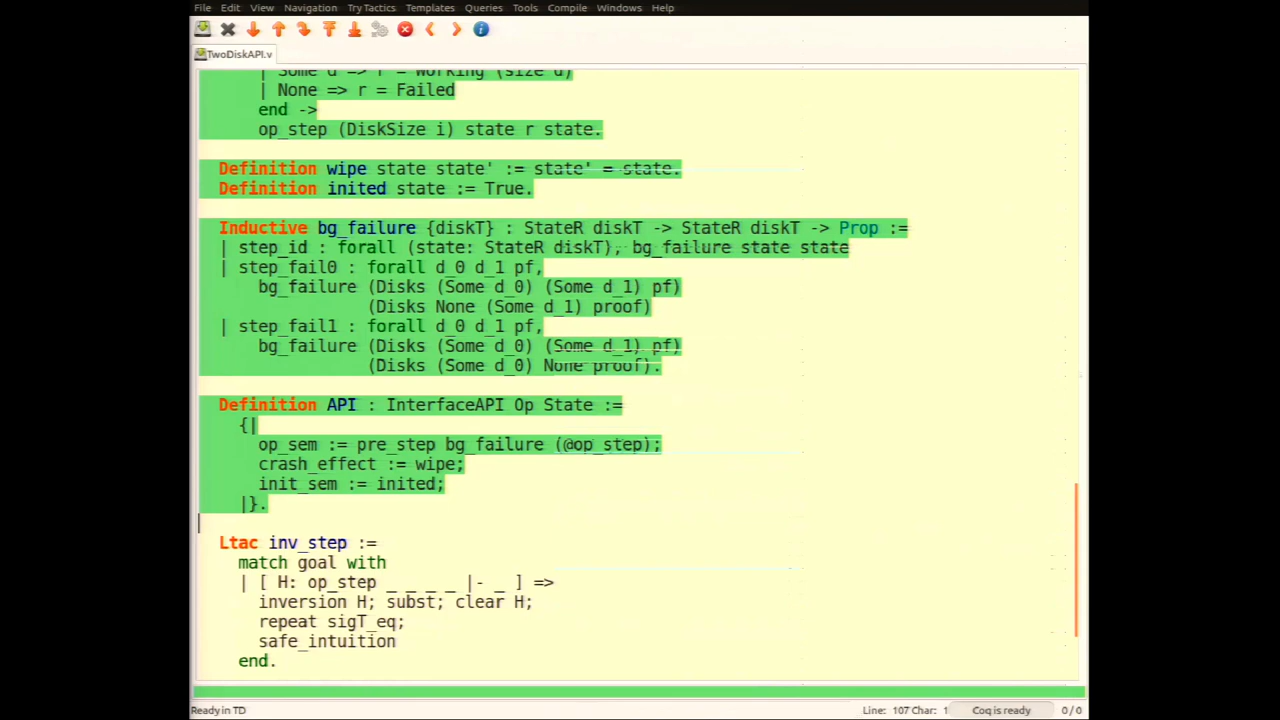 File Edit View Navigation Try Tactics Templates Queries Tools Compile Windows Help
TwoDiskAPI.v
| Some d => r = Working (size d)
| None => r = Failed
end ->
op_step (DiskSize i) state r state.
Definition wipe state state' := state' = state.
Definition inited state := True.
Inductive bg_failure {diskT} : StateR diskT -> StateR diskT -> Prop :=
| step_id : forall (state: StateR diskT), bg_failure state state
| step_fail0 : forall d_0 d_1 pf,
bg_failure (Disks (Some d_0) (Some d_1) pf)
(Disks None (Some d_1) proof)
| step_fail1 : forall d_0 d_1 pf,
bg_failure (Disks (Some d_0) (Some d_1) pf)
(Disks (Some d_0) None proof).
Definition API : InterfaceAPI Op State :=
{|
op_sem := pre_step bg_failure (@op_step);
crash_effect := wipe;
init_sem := inited;
|}.
Ltac inv_step :=
match goal with
| [ H: op_step _ _ _ _ |- _ ] =>
inversion H; subst; clear H;
repeat sigT_eq;
safe_intuition
end.
Ready in TD Line: 107 Char: 1 Coq is ready 0 / 0